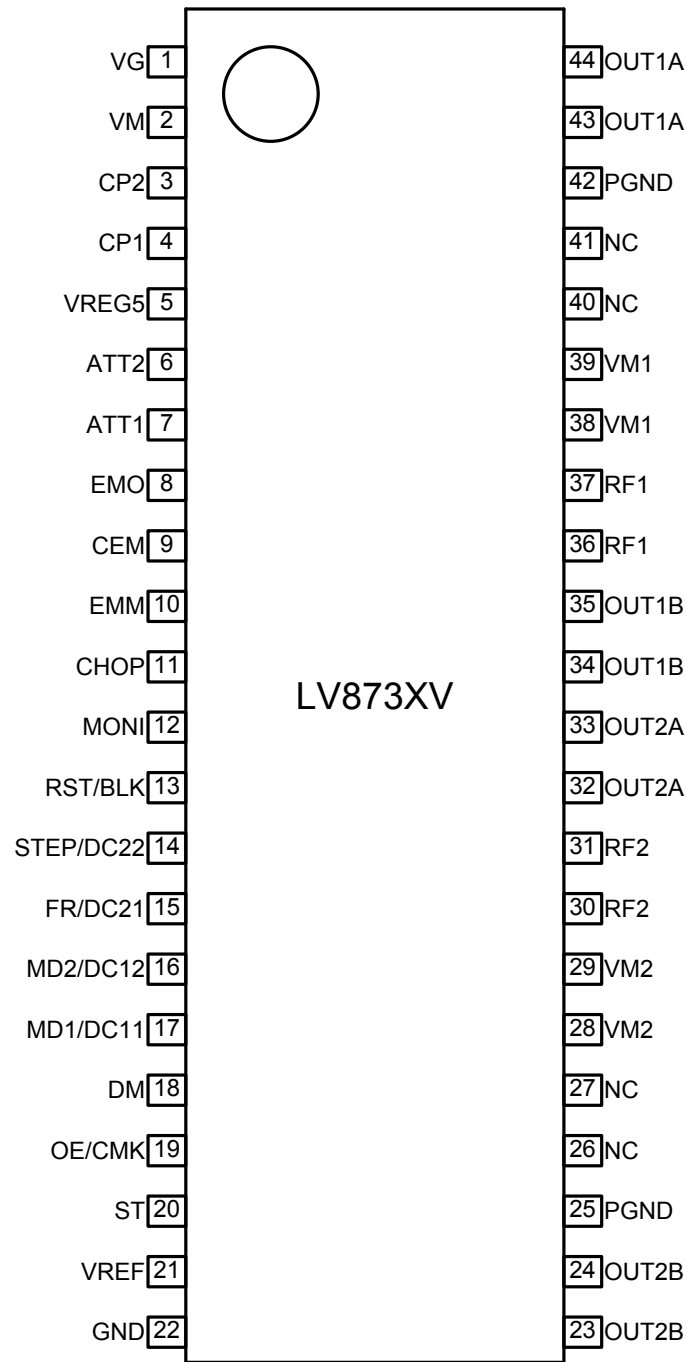 VG 1 44 OUT1A
VM 2 43 OUT1A
CP2 3 42 PGND
CP1 4 41 NC
VREG5 5 40 NC
ATT2 6 39 VM1
ATT1 7 38 VM1
EMO 8 37 RF1
CEM 9 36 RF1
EMM 10 35 OUT1B
CHOP 11 34 OUT1B
LV873XV
MONI 12 33 OUT2A
RST/BLK 13 32 OUT2A
STEP/DC22 14 31 RF2
FR/DC21 15 30 RF2
MD2/DC12 16 29 VM2
MD1/DC11 17 28 VM2
DM 18 27 NC
OE/CMK 19 26 NC
ST 20 25 PGND
VREF 21 24 OUT2B
GND 22 23 OUT2B